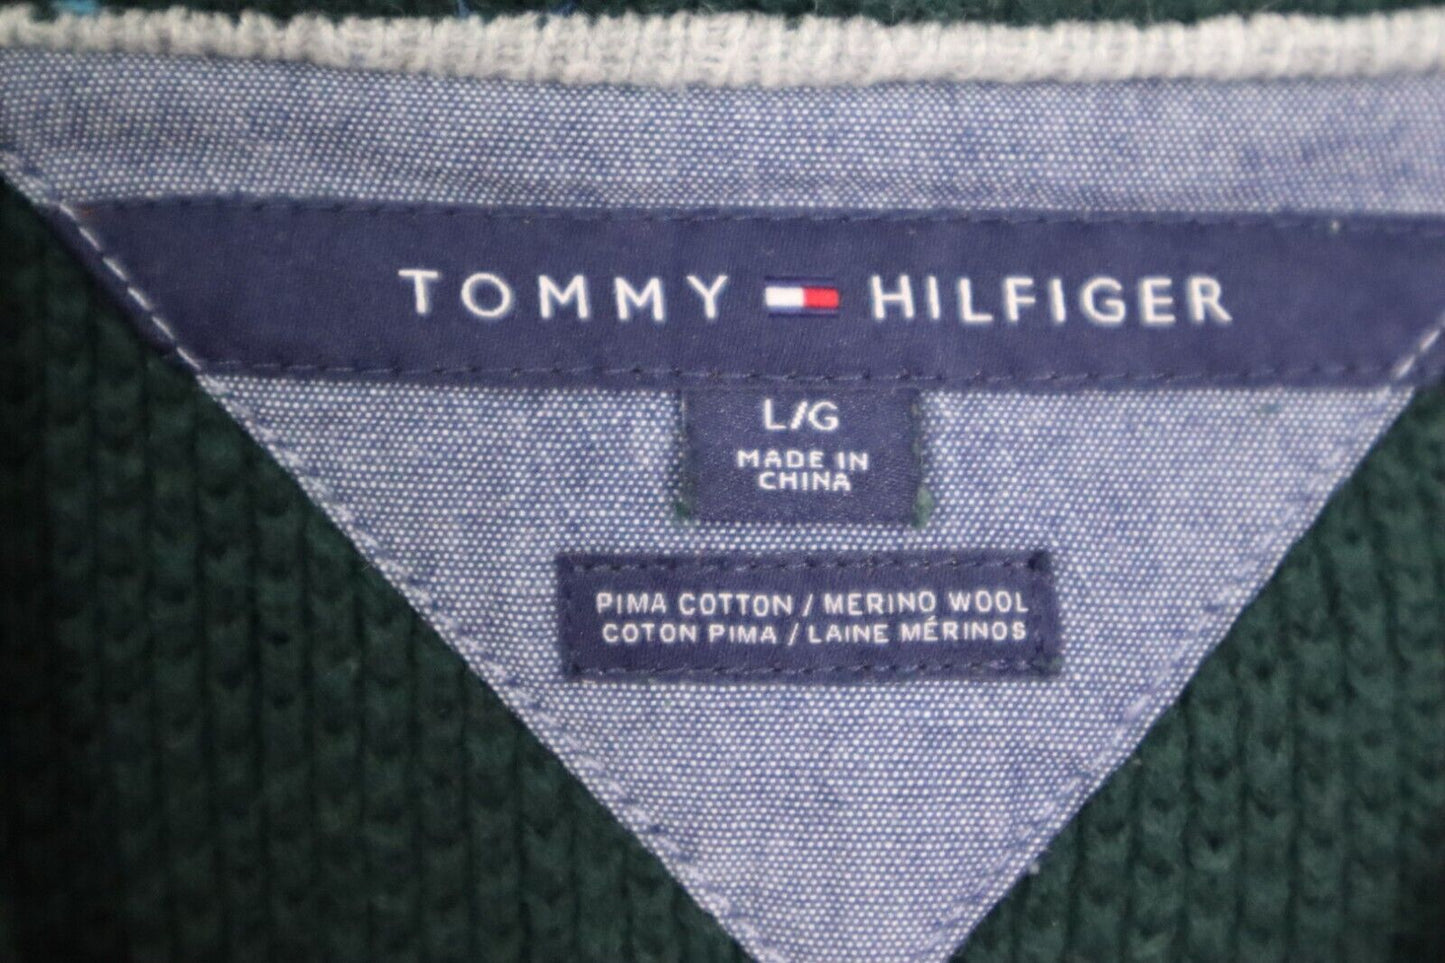 TOMMY HILFIGER
L/G
MADE IN
CHINA
PIMA COTTON / MERINO WOOL
COTON PIMA / LAINE MÉRINOS